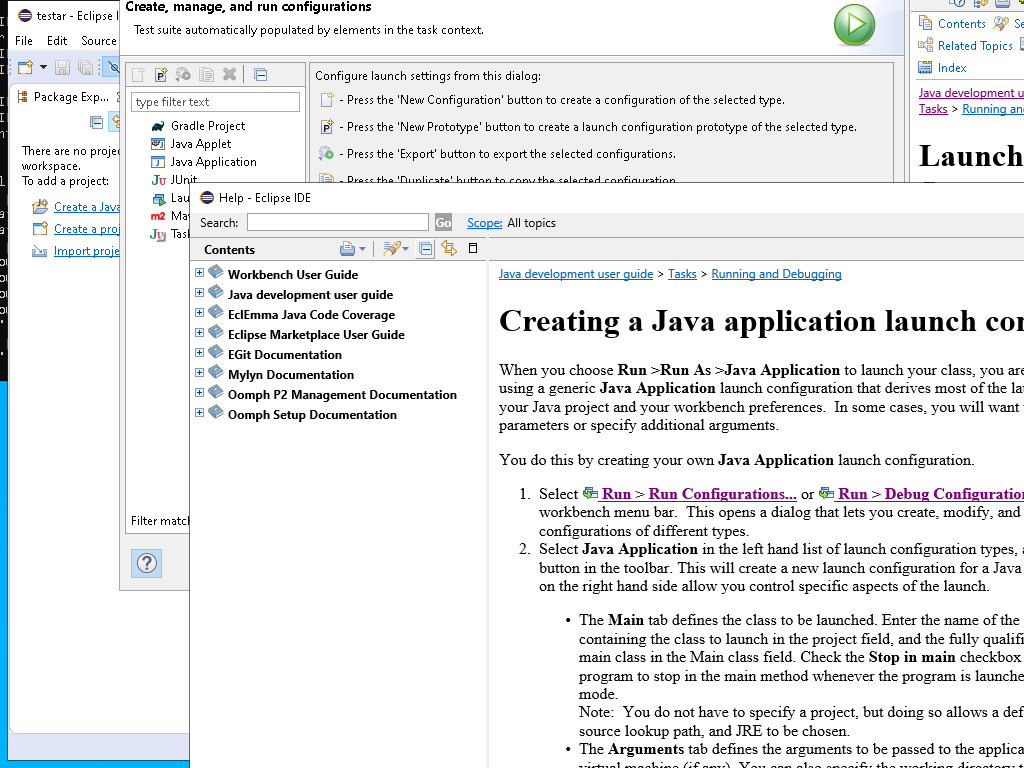 testar - Eclipse I
File Edit Source
Package Exp...
There are no proje
workspace.
To add a project:
Create a Java
Create a proj
Import proje
Create, manage, and run configurations
Test suite automatically populated by elements in the task context.
type filter text
Gradle Project
Java Applet
Java Application
JUnit
Lau
m2 Ma
Ju Task
Filter match
Configure launch settings from this dialog:
- Press the 'New Configuration' button to create a configuration of the selected type.
- Press the 'New Prototype' button to create a launch configuration prototype of the selected type.
- Press the 'Export' button to export the selected configurations.
- Press the 'Duplicate' button to copy the selected configuration.
Contents Se
Related Topics
Index
Java development u
Tasks > Running an
Launch
Help - Eclipse IDE
Search: Go Scope: All topics
Contents
Workbench User Guide
Java development user guide
EclEmma Java Code Coverage
Eclipse Marketplace User Guide
EGit Documentation
Mylyn Documentation
Oomph P2 Management Documentation
Oomph Setup Documentation
Java development user guide > Tasks > Running and Debugging
Creating a Java application launch con
When you choose Run >Run As >Java Application to launch your class, you are
using a generic Java Application launch configuration that derives most of the lau
your Java project and your workbench preferences. In some cases, you will want
parameters or specify additional arguments.
You do this by creating your own Java Application launch configuration.
1. Select Run > Run Configurations... or Run > Debug Configuration
workbench menu bar. This opens a dialog that lets you create, modify, and
configurations of different types.
2. Select Java Application in the left hand list of launch configuration types, a
button in the toolbar. This will create a new launch configuration for a Java
on the right hand side allow you control specific aspects of the launch.
• The Main tab defines the class to be launched. Enter the name of the
containing the class to launch in the project field, and the fully qualifi
main class in the Main class field. Check the Stop in main checkbox
program to stop in the main method whenever the program is launche
mode.
Note: You do not have to specify a project, but doing so allows a def
source lookup path, and JRE to be chosen.
• The Arguments tab defines the arguments to be passed to the applica
virtual machine (if any). You can also specify the working directory t